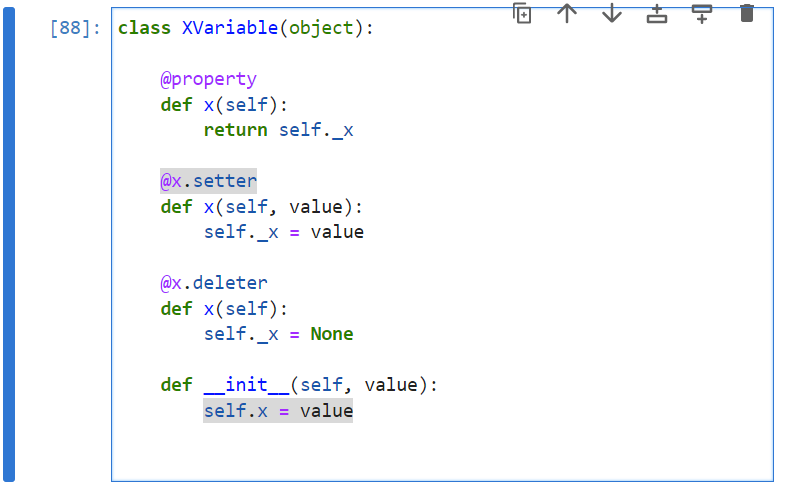 [88]: class XVariable(object):
    @property
    def x(self):
        return self._x
    @x.setter
    def x(self, value):
        self._x = value
    @x.deleter
    def x(self):
        self._x = None
    def __init__(self, value):
        self.x = value